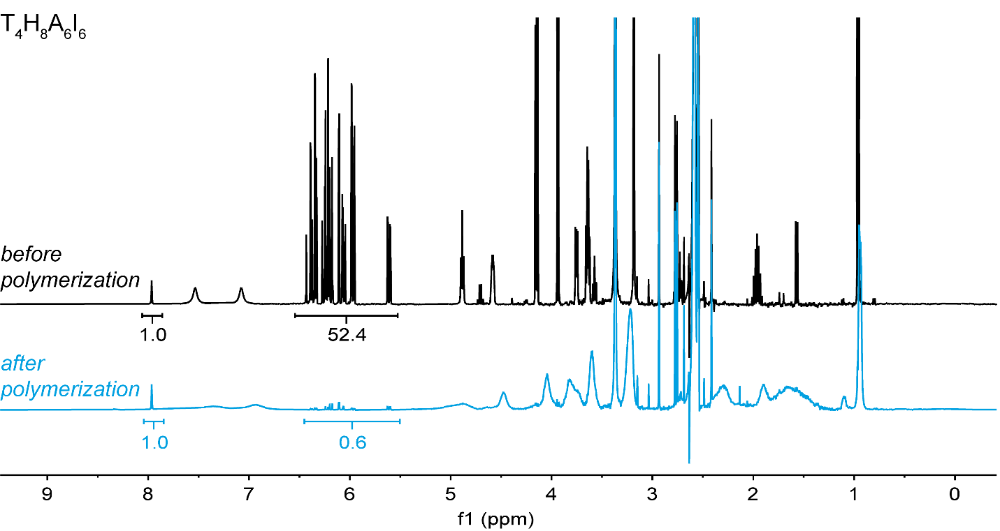 T₄H₈A₆I₆
before
polymerization
1.0
52.4
after
polymerization
1.0
0.6
9 8 7 6 5 4 3 2 1 0
f1 (ppm)